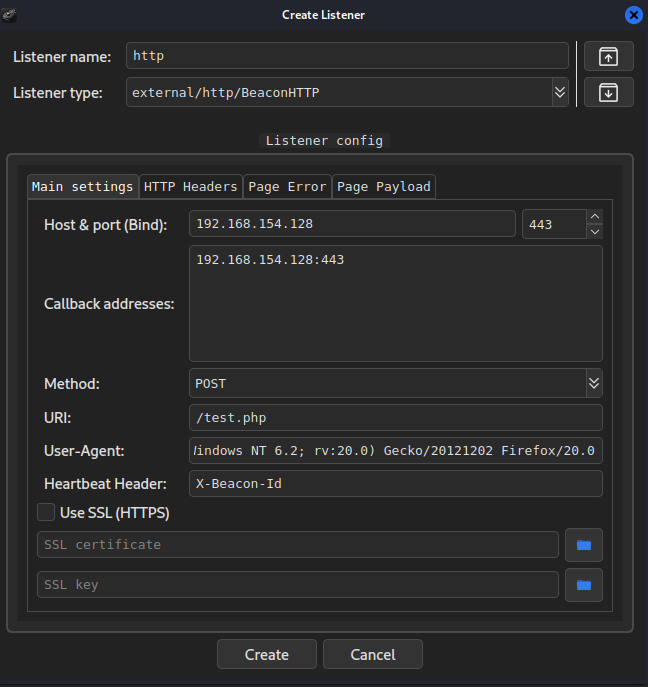 Create Listener
Listener name: http
Listener type: external/http/BeaconHTTP
Listener config
Main settings HTTP Headers Page Error Page Payload
Host & port (Bind): 192.168.154.128 443
192.168.154.128:443
Callback addresses:
Method: POST
URI: /test.php
User-Agent: Windows NT 6.2; rv:20.0) Gecko/20121202 Firefox/20.0
Heartbeat Header: X-Beacon-Id
Use SSL (HTTPS)
SSL certificate
SSL key
Create Cancel